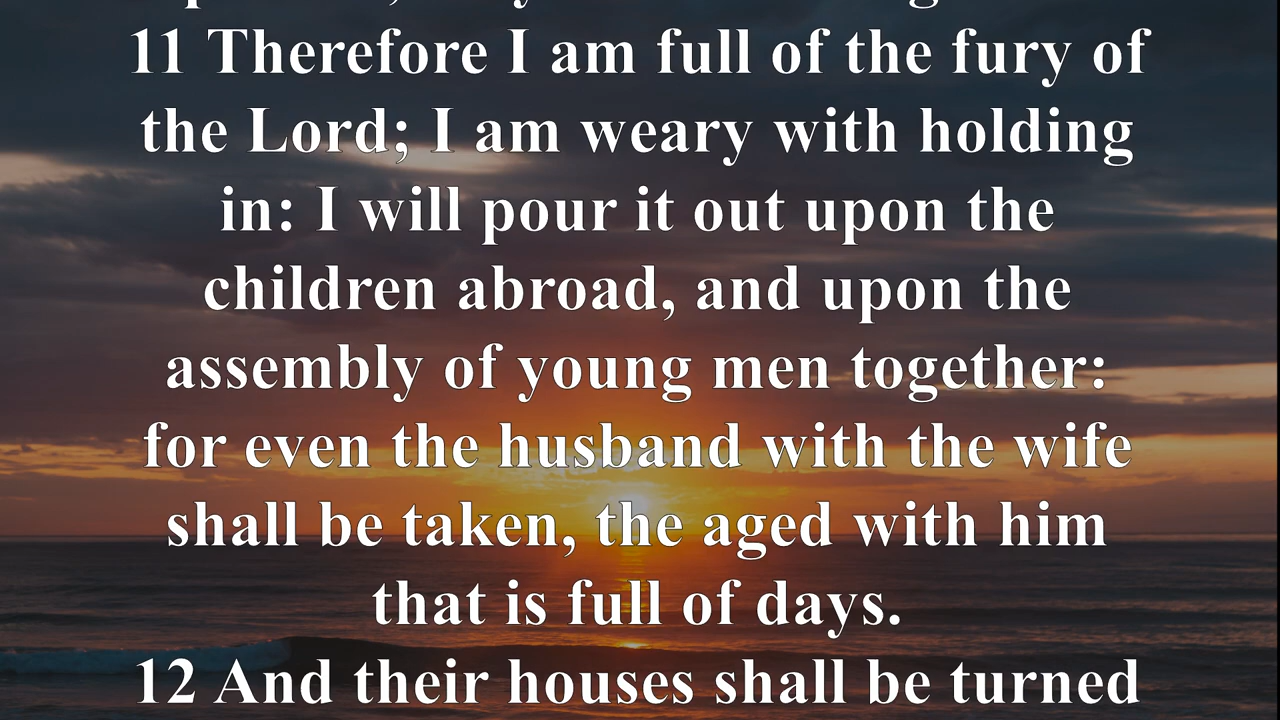 11 Therefore I am full of the fury of
the Lord; I am weary with holding
in: I will pour it out upon the
children abroad, and upon the
assembly of young men together:
for even the husband with the wife
shall be taken, the aged with him
that is full of days.
12 And their houses shall be turned